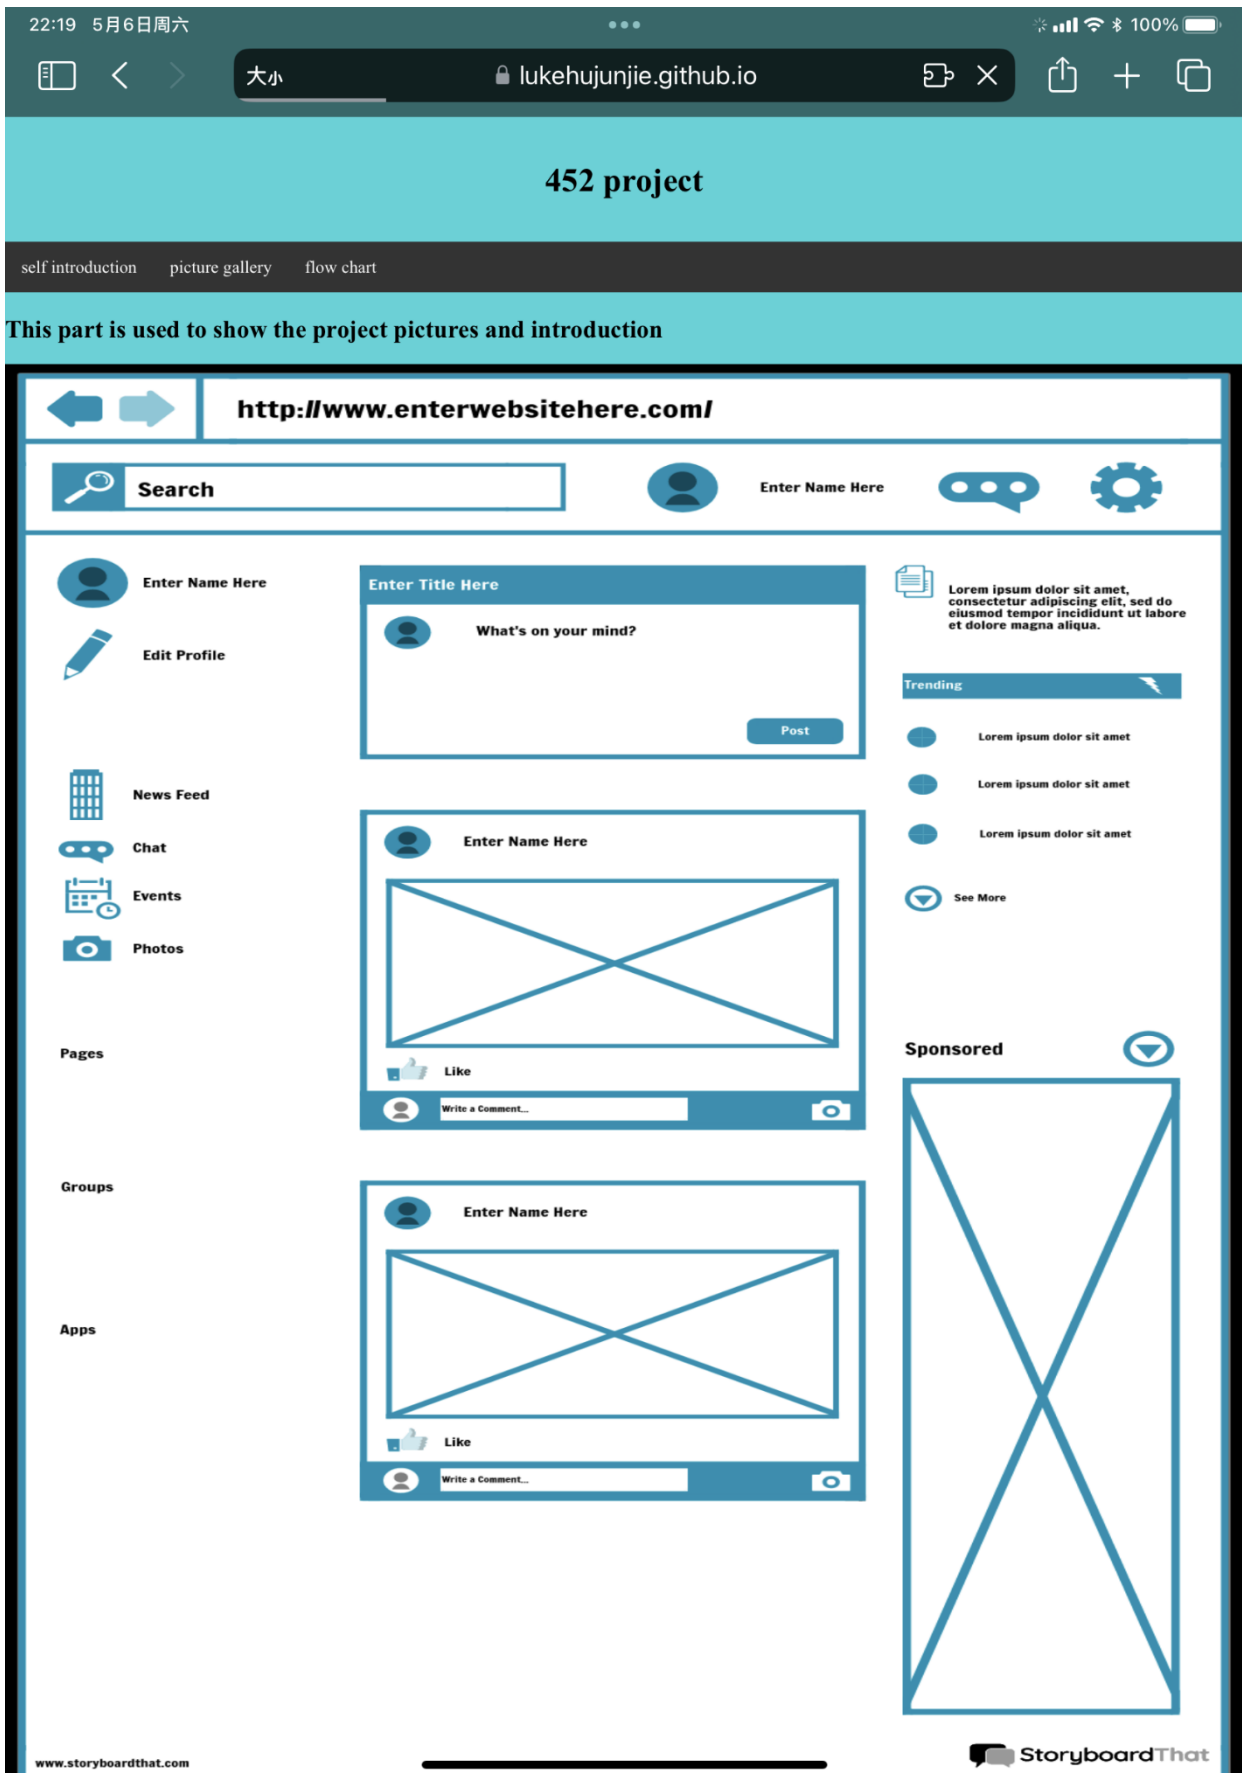 22:19 5月6日周六
100%
大小
lukehujunjie.github.io
452 project
self introduction picture gallery flow chart
This part is used to show the project pictures and introduction
http://www.enterwebsitehere.com/
Search
Enter Name Here
Enter Name Here
Edit Profile
News Feed
Chat
Events
Photos
Pages
Groups
Apps
Enter Title Here
What's on your mind?
Post
Enter Name Here
Like
Write a Comment...
Enter Name Here
Like
Write a Comment...
Lorem ipsum dolor sit amet,
consectetur adipiscing elit, sed do
eiusmod tempor incididunt ut labore
et dolore magna aliqua.
Trending
Lorem ipsum dolor sit amet
Lorem ipsum dolor sit amet
Lorem ipsum dolor sit amet
See More
Sponsored
www.storyboardthat.com
StoryboardThat